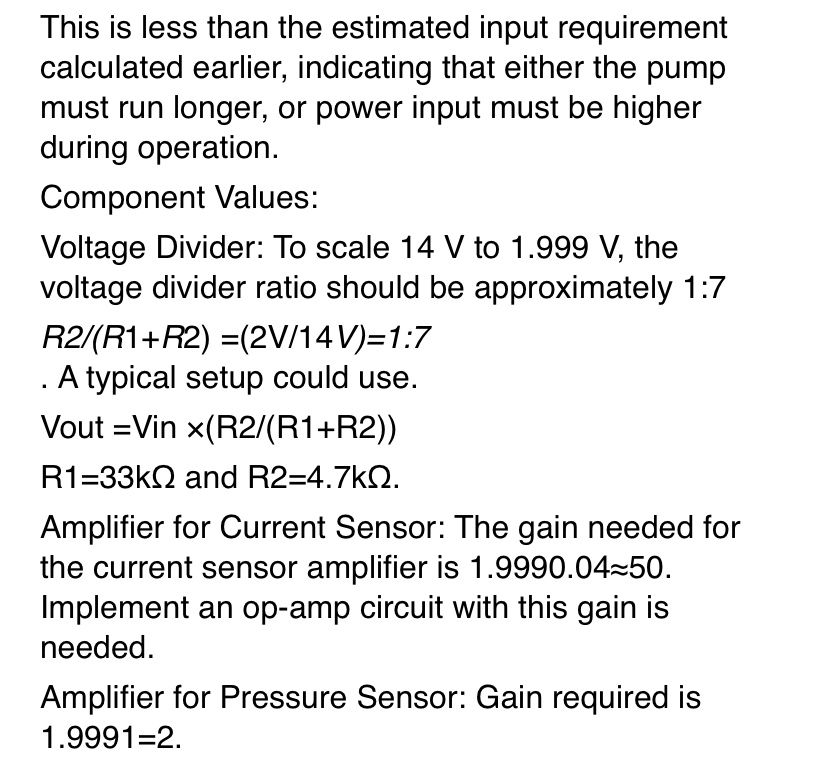 This is less than the estimated input requirement
calculated earlier, indicating that either the pump
must run longer, or power input must be higher
during operation.
Component Values:
Voltage Divider: To scale 14 V to 1.999 V, the
voltage divider ratio should be approximately 1:7
R2/(R1+R2) =(2V/14V)=1:7
. A typical setup could use.
Vout =Vin ×(R2/(R1+R2))
R1=33kΩ and R2=4.7kΩ.
Amplifier for Current Sensor: The gain needed for
the current sensor amplifier is 1.9990.04≈50.
Implement an op-amp circuit with this gain is
needed.
Amplifier for Pressure Sensor: Gain required is
1.9991=2.